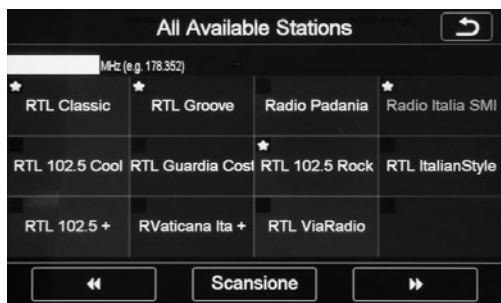 All Available Stations
MHz (e.g. 178.352)
RTL Classic RTL Groove Radio Padania Radio Italia SMI
RTL 102.5 Cool RTL Guardia Cost RTL 102.5 Rock RTL ItalianStyle
RTL 102.5 + RVaticana Ita + RTL ViaRadio
Scansione